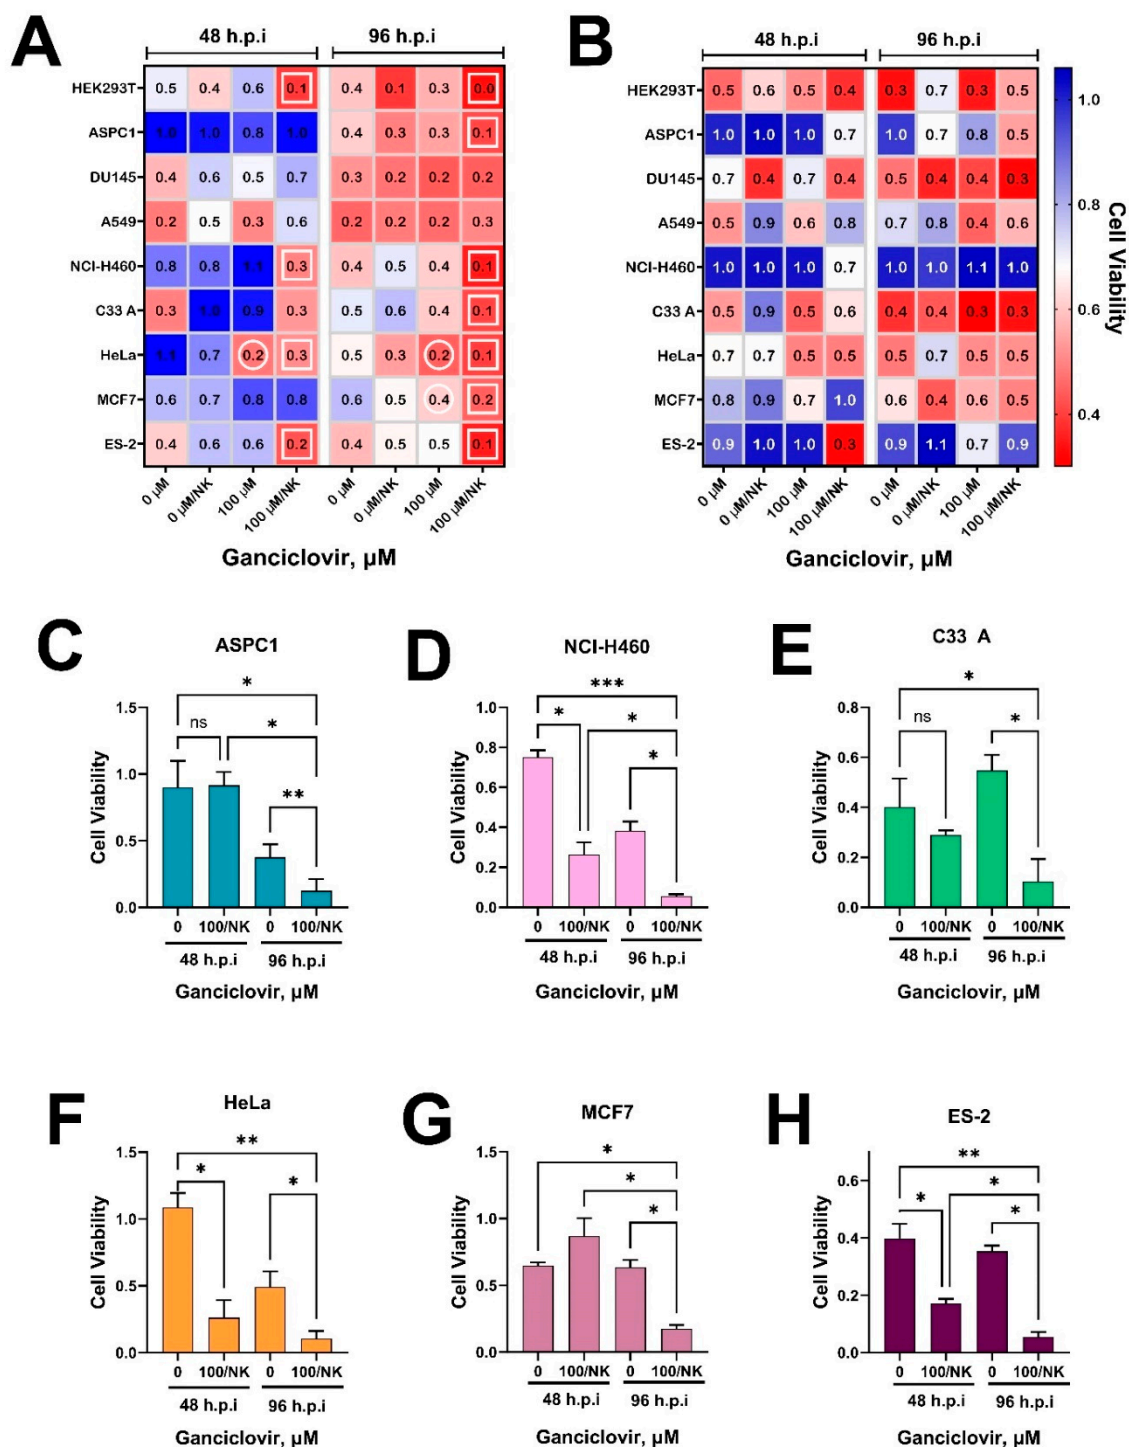 A
48 h.p.i 96 h.p.i
HEK293T 0.5 0.4 0.6 0.1 0.4 0.1 0.3 0.0
ASPC1 1.0 1.0 0.8 1.0 0.4 0.3 0.3 0.1
DU145 0.4 0.6 0.5 0.7 0.3 0.2 0.2 0.2
A549 0.2 0.5 0.3 0.6 0.2 0.2 0.2 0.3
NCI-H460 0.8 0.8 1.1 0.3 0.4 0.5 0.4 0.1
C33 A 0.3 1.0 0.9 0.3 0.5 0.6 0.4 0.1
HeLa 1.1 0.7 0.2 0.3 0.5 0.3 0.2 0.1
MCF7 0.6 0.7 0.8 0.8 0.6 0.5 0.4 0.2
ES-2 0.4 0.6 0.6 0.2 0.4 0.5 0.5 0.1
0 µM 0 µM/NK 100 µM 100 µM/NK 0 µM 0 µM/NK 100 µM 100 µM/NK
Ganciclovir, µM
B
48 h.p.i 96 h.p.i
HEK293T 0.5 0.6 0.5 0.4 0.3 0.7 0.3 0.5
ASPC1 1.0 1.0 1.0 0.7 1.0 0.7 0.8 0.5
DU145 0.7 0.4 0.7 0.4 0.5 0.4 0.4 0.3
A549 0.5 0.9 0.6 0.8 0.7 0.8 0.4 0.6
NCI-H460 1.0 1.0 1.0 0.7 1.0 1.0 1.1 1.0
C33 A 0.5 0.9 0.5 0.6 0.4 0.4 0.3 0.3
HeLa 0.7 0.7 0.5 0.5 0.5 0.7 0.5 0.5
MCF7 0.8 0.9 0.7 1.0 0.6 0.4 0.6 0.5
ES-2 0.9 1.0 1.0 0.3 0.9 1.1 0.7 0.9
0 µM 0 µM/NK 100 µM 100 µM/NK 0 µM 0 µM/NK 100 µM 100 µM/NK
Ganciclovir, µM
1.0
0.8
0.6
0.4
Cell Viability
C
ASPC1
Cell Viability
1.5
1.0
0.5
0.0
*
ns *
**
0 100/NK 0 100/NK
48 h.p.i 96 h.p.i
Ganciclovir, µM
D
NCI-H460
Cell Viability
1.0
0.8
0.6
0.4
0.2
0.0
***
* *
*
0 100/NK 0 100/NK
48 h.p.i 96 h.p.i
Ganciclovir, µM
E
C33 A
Cell Viability
0.8
0.6
0.4
0.2
0.0
*
ns *
0 100/NK 0 100/NK
48 h.p.i 96 h.p.i
Ganciclovir, µM
F
HeLa
Cell Viability
1.5
1.0
0.5
0.0
**
* *
0 100/NK 0 100/NK
48 h.p.i 96 h.p.i
Ganciclovir, µM
G
MCF7
Cell Viability
1.5
1.0
0.5
0.0
*
*
*
0 100/NK 0 100/NK
48 h.p.i 96 h.p.i
Ganciclovir, µM
H
ES-2
Cell Viability
0.6
0.4
0.2
0.0
**
* *
*
0 100/NK 0 100/NK
48 h.p.i 96 h.p.i
Ganciclovir, µM